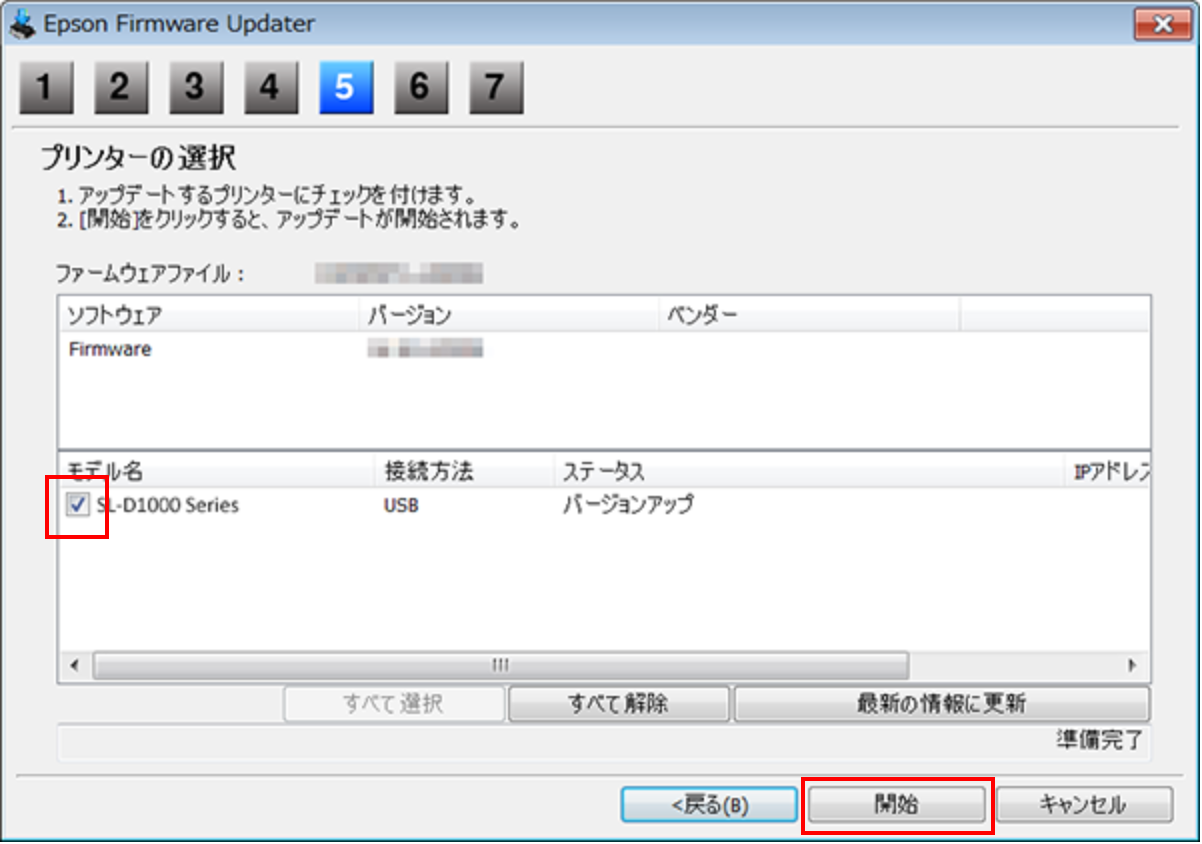 Epson Firmware Updater
1 2 3 4 5 6 7
プリンターの選択
1. アップデートするプリンターにチェックを付けます。
2. [開始]をクリックすると、アップデートが開始されます。
ファームウェアファイル：
ソフトウェア バージョン ベンダー
Firmware
モデル名 接続方法 ステータス IPアドレス
SL-D1000 Series USB バージョンアップ
すべて選択 すべて解除 最新の情報に更新
準備完了
<戻る(B) 開始 キャンセル